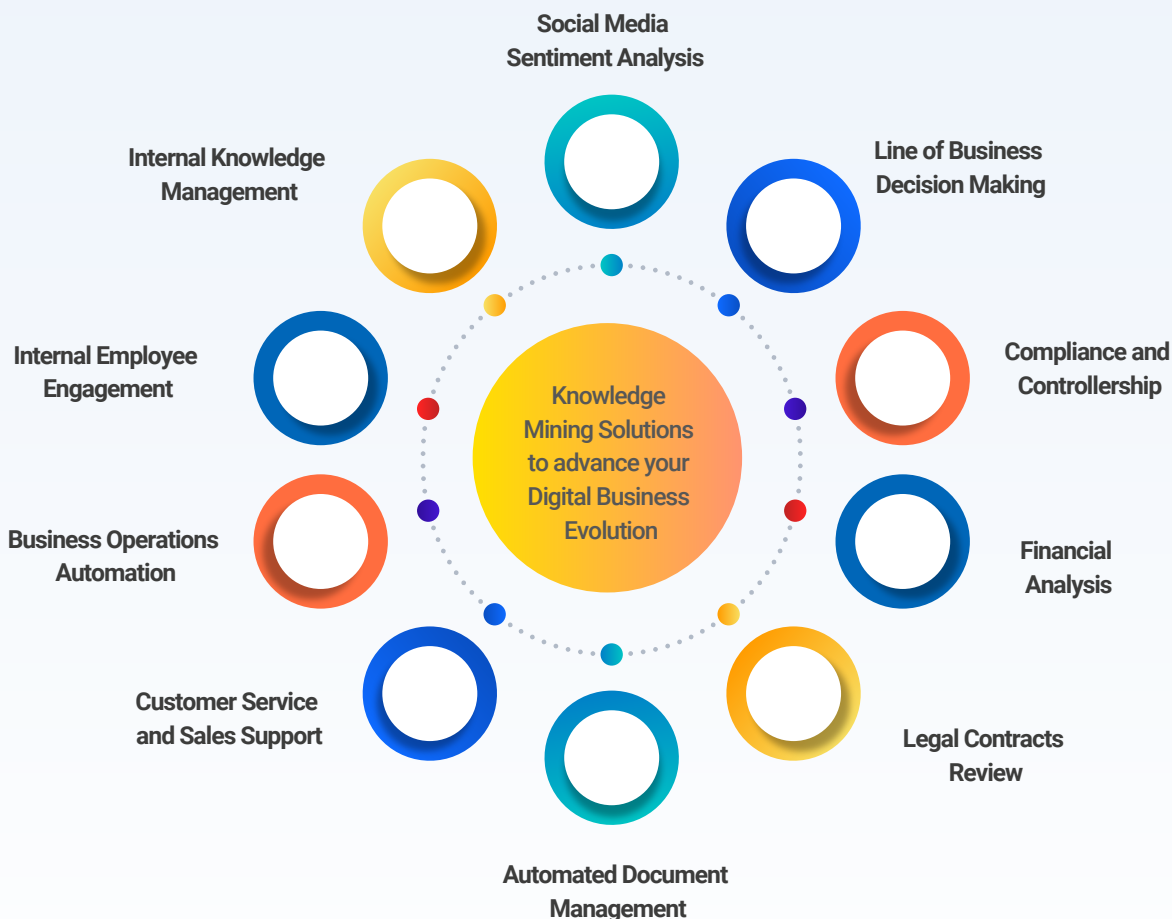 Social Media
Sentiment Analysis
Line of Business
Decision Making
Compliance and
Controllership
Financial
Analysis
Legal Contracts
Review
Automated Document
Management
Customer Service
and Sales Support
Business Operations
Automation
Internal Employee
Engagement
Internal Knowledge
Management
Knowledge
Mining Solutions
to advance your
Digital Business
Evolution